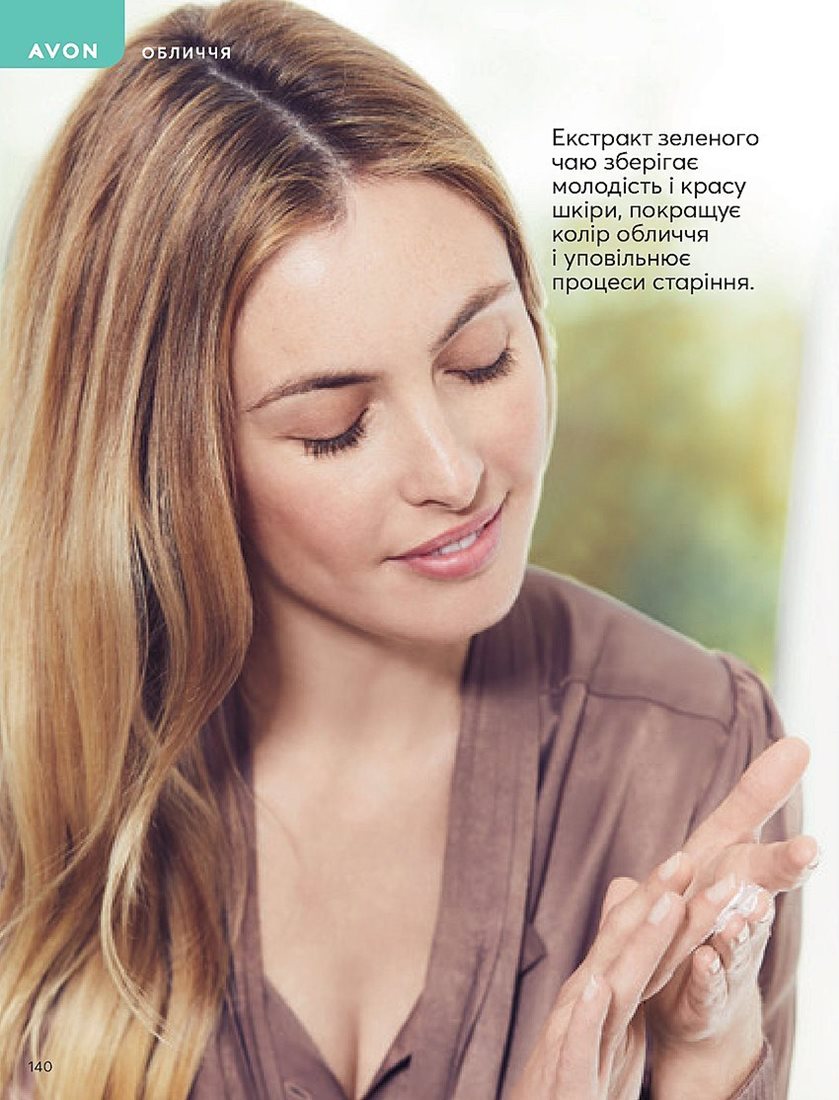 AVON
ОБЛИЧЧЯ
Екстракт зеленого
чаю зберігає
молодість і красу
шкіри, покращує
колір обличчя
і уповільнює
процеси старіння.
140